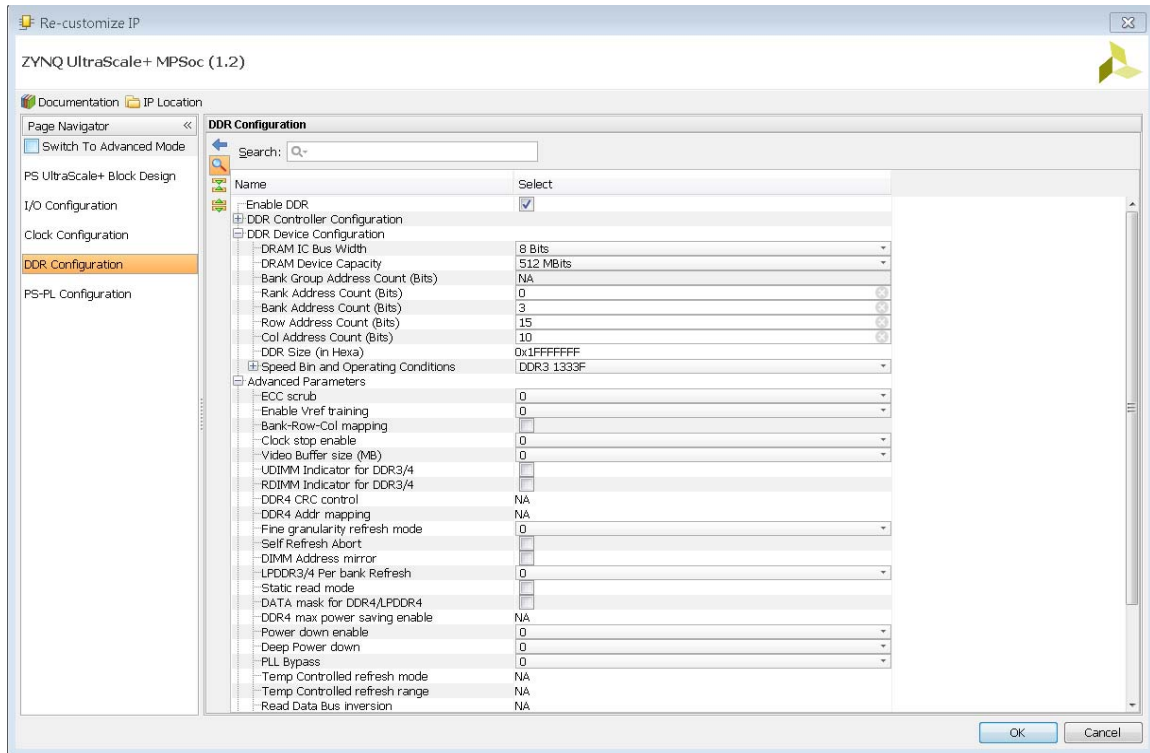 Re-customize IP
ZYNQ UltraScale+ MPSoc (1.2)
Documentation IP Location
Page Navigator «
Switch To Advanced Mode
PS UltraScale+ Block Design
I/O Configuration
Clock Configuration
DDR Configuration
PS-PL Configuration
DDR Configuration
Search:
Name Select
Enable DDR
DDR Controller Configuration
DDR Device Configuration
DRAM IC Bus Width 8 Bits
DRAM Device Capacity 512 MBits
Bank Group Address Count (Bits) NA
Rank Address Count (Bits) 0
Bank Address Count (Bits) 3
Row Address Count (Bits) 15
Col Address Count (Bits) 10
DDR Size (in Hexa) 0x1FFFFFFF
Speed Bin and Operating Conditions DDR3 1333F
Advanced Parameters
ECC scrub 0
Enable Vref training 0
Bank-Row-Col mapping
Clock stop enable 0
Video Buffer size (MB) 0
UDIMM Indicator for DDR3/4
RDIMM Indicator for DDR3/4
DDR4 CRC control NA
DDR4 Addr mapping NA
Fine granularity refresh mode 0
Self Refresh Abort
DIMM Address mirror
LPDDR3/4 Per bank Refresh 0
Static read mode
DATA mask for DDR4/LPDDR4
DDR4 max power saving enable NA
Power down enable 0
Deep Power down 0
PLL Bypass 0
Temp Controlled refresh mode NA
Temp Controlled refresh range NA
Read Data Bus inversion NA
OK Cancel